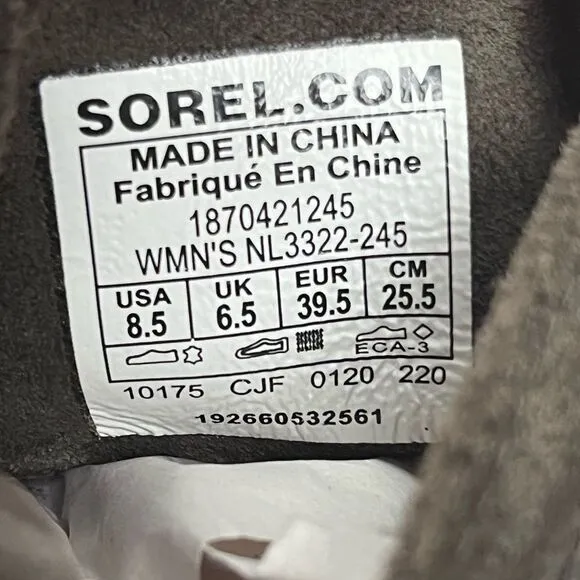 SOREL.COM
MADE IN CHINA
Fabriqué En Chine
1870421245
WMN'S NL3322-245
USA UK EUR CM
8.5 6.5 39.5 25.5
ECA-3
10175 CJF 0120 220
192660532561